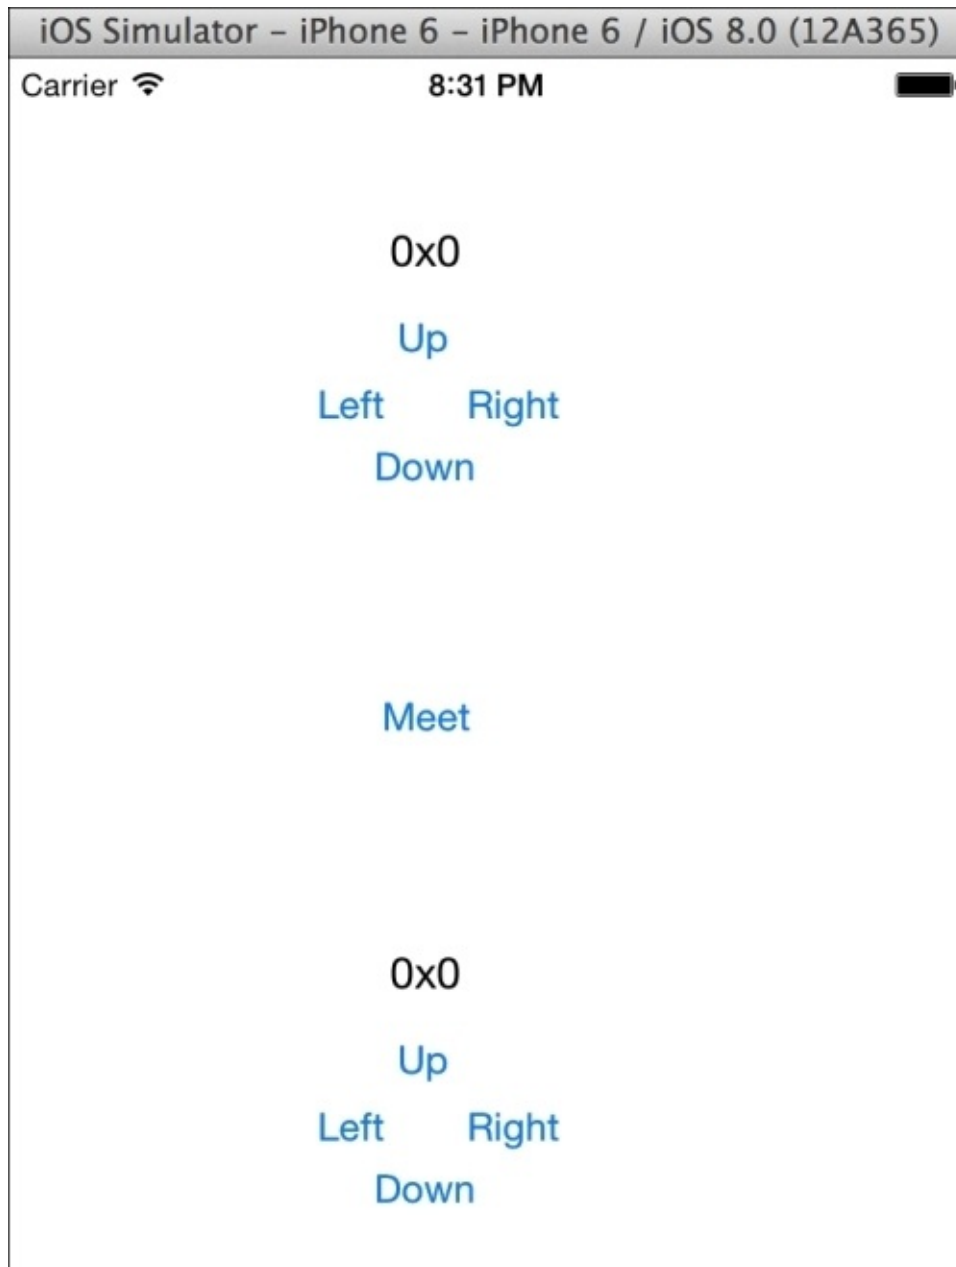 iOS Simulator – iPhone 6 – iPhone 6 / iOS 8.0 (12A365)
Carrier 8:31 PM
0x0
Up
Left Right
Down
Meet
0x0
Up
Left Right
Down